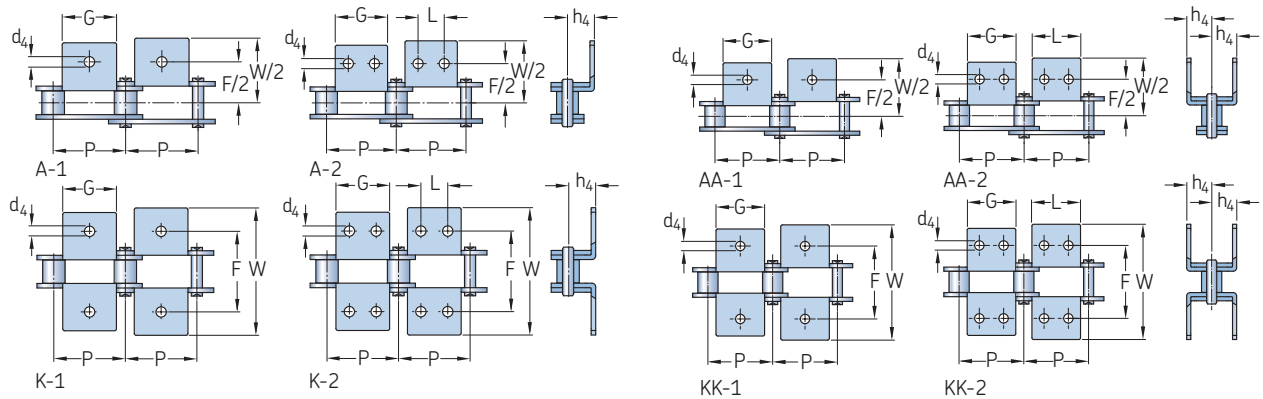 G
d4
W/2
F/2
P P
A-1
G L
d4
W/2
F/2
P P
A-2
h4
G
d4
W/2
F/2
P P
AA-1
G L
d4
W/2
F/2
P P
AA-2
h4
h4
G
d4
F W
P P
K-1
G L
d4
F W
P P
K-2
h4
G
d4
F W
P P
KK-1
G L
d4
F W
P P
KK-2
h4
h4